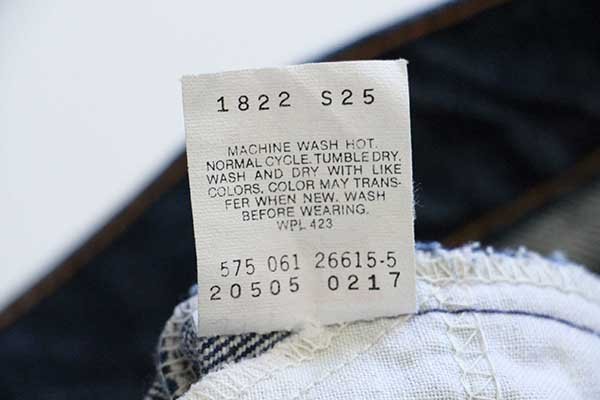 1822 S25
MACHINE WASH HOT.
NORMAL CYCLE. TUMBLE DRY.
WASH AND DRY WITH LIKE
COLORS. COLOR MAY TRANS-
FER WHEN NEW. WASH
BEFORE WEARING.
WPL 423
575 061 26615-5
20505 0217